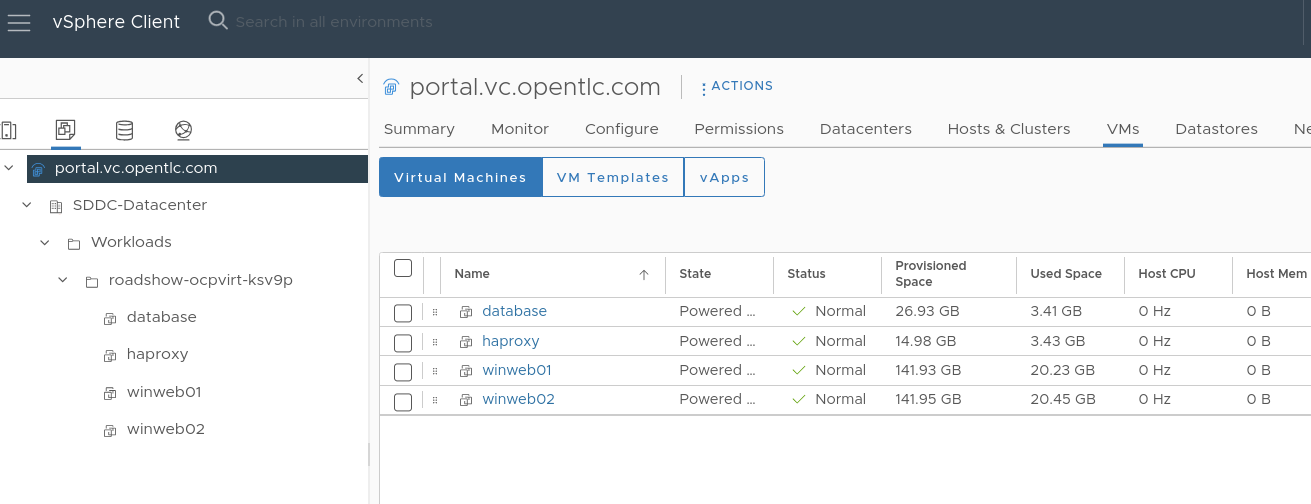 vSphere Client
Search in all environments
portal.vc.opentlc.com
SDDC-Datacenter
Workloads
roadshow-ocpvirt-ksv9p
database
haproxy
winweb01
winweb02
portal.vc.opentlc.com ACTIONS
Summary Monitor Configure Permissions Datacenters Hosts & Clusters VMs Datastores Ne
Virtual Machines VM Templates vApps
Name State Status Provisioned Space Used Space Host CPU Host Mem
database Powered ... Normal 26.93 GB 3.41 GB 0 Hz 0 B
haproxy Powered ... Normal 14.98 GB 3.43 GB 0 Hz 0 B
winweb01 Powered ... Normal 141.93 GB 20.23 GB 0 Hz 0 B
winweb02 Powered ... Normal 141.95 GB 20.45 GB 0 Hz 0 B